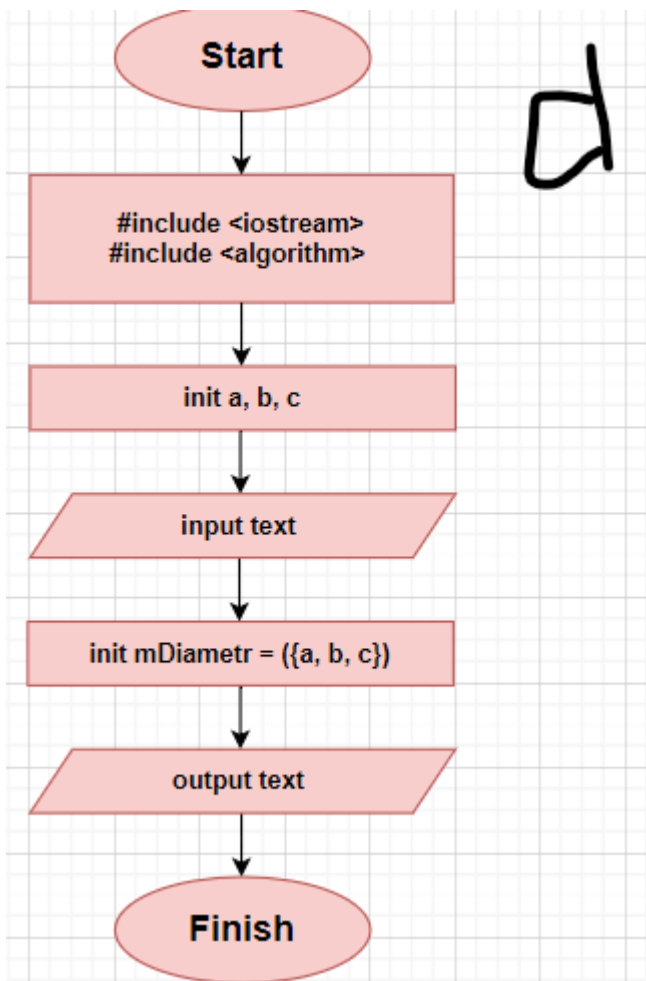 Start
#include <iostream>
#include <algorithm>
init a, b, c
input text
init mDiametr = ({a, b, c})
output text
Finish